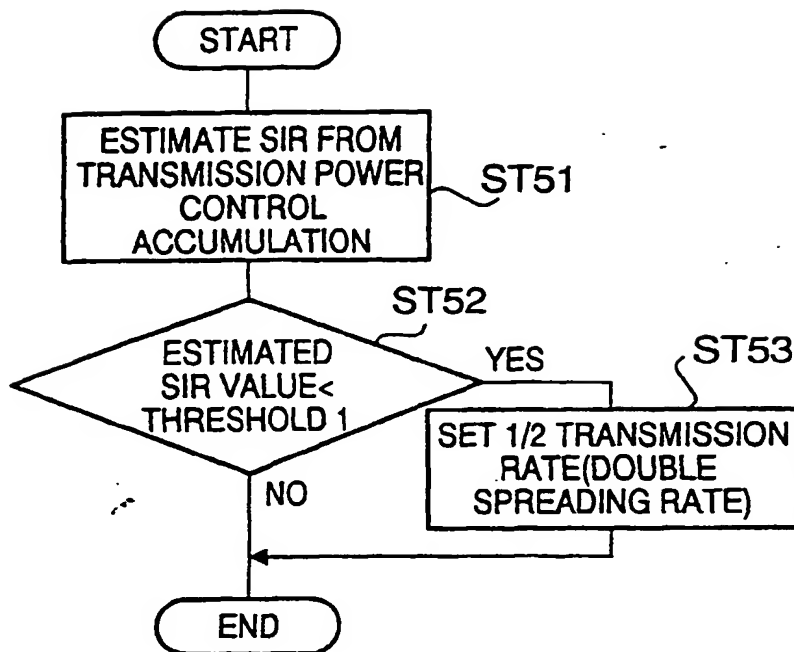 START
ESTIMATE SIR FROM
TRANSMISSION POWER
CONTROL
ACCUMULATION
ST51
ST52
ESTIMATED
SIR VALUE<
THRESHOLD 1
YES
ST53
SET 1/2 TRANSMISSION
RATE(DOUBLE
SPREADING RATE)
NO
END